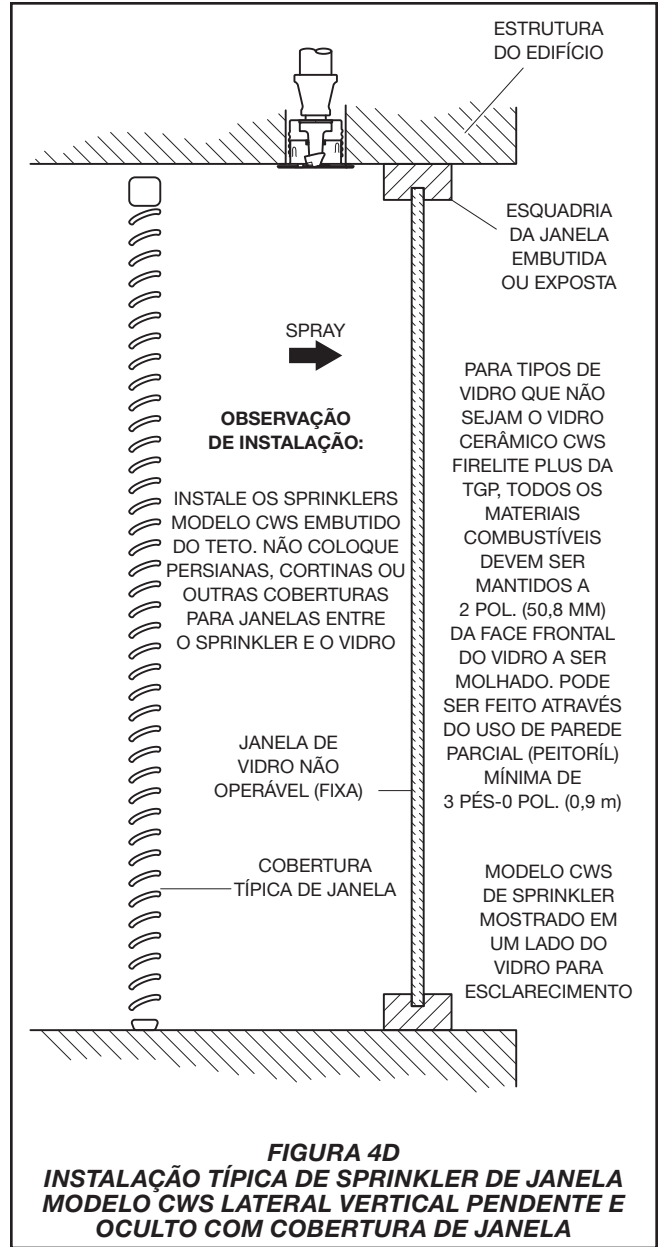 ESTRUTURA
DO EDIFÍCIO
ESQUADRIA
DA JANELA
EMBUTIDA
OU EXPOSTA
SPRAY
OBSERVAÇÃO
DE INSTALAÇÃO:
INSTALE OS SPRINKLERS
MODELO CWS EMBUTIDO
DO TETO. NÃO COLOQUE
PERSIANAS, CORTINAS OU
OUTRAS COBERTURAS
PARA JANELAS ENTRE
O SPRINKLER E O VIDRO
PARA TIPOS DE
VIDRO QUE NÃO
SEJAM O VIDRO
CERÂMICO CWS
FIRELITE PLUS DA
TGP, TODOS OS
MATERIAIS
COMBUSTÍVEIS
DEVEM SER
MANTIDOS A
2 POL. (50,8 MM)
DA FACE FRONTAL
DO VIDRO A SER
MOLHADO. PODE
SER FEITO ATRAVÉS
DO USO DE PAREDE
PARCIAL (PEITORÍL)
MÍNIMA DE
3 PÉS-0 POL. (0,9 m)
JANELA DE
VIDRO NÃO
OPERÁVEL (FIXA)
COBERTURA
TÍPICA DE JANELA
MODELO CWS
DE SPRINKLER
MOSTRADO EM
UM LADO DO
VIDRO PARA
ESCLARECIMENTO
FIGURA 4D
INSTALAÇÃO TÍPICA DE SPRINKLER DE JANELA
MODELO CWS LATERAL VERTICAL PENDENTE E
OCULTO COM COBERTURA DE JANELA